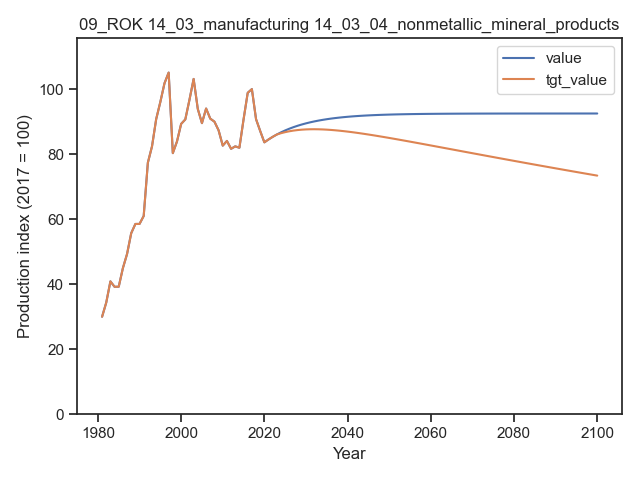 09_ROK 14_03_manufacturing 14_03_04_nonmetallic_mineral_products
value
tgt_value
Production index (2017 = 100)
100
80
60
40
20
0
1980 2000 2020 2040 2060 2080 2100
Year